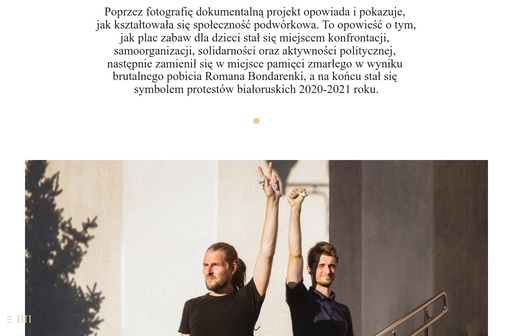 Poprzez fotografię dokumentalną projekt opowiada i pokazuje,
jak kształtowała się społeczność podwórkowa. To opowieść o tym,
jak plac zabaw dla dzieci stał się miejscem konfrontacji,
samoorganizacji, solidarności oraz aktywności politycznej,
następnie zamienił się w miejsce pamięci zmarłego w wyniku
brutalnego pobicia Romana Bondarenki, a na końcu stał się
symbolem protestów białoruskich 2020-2021 roku.